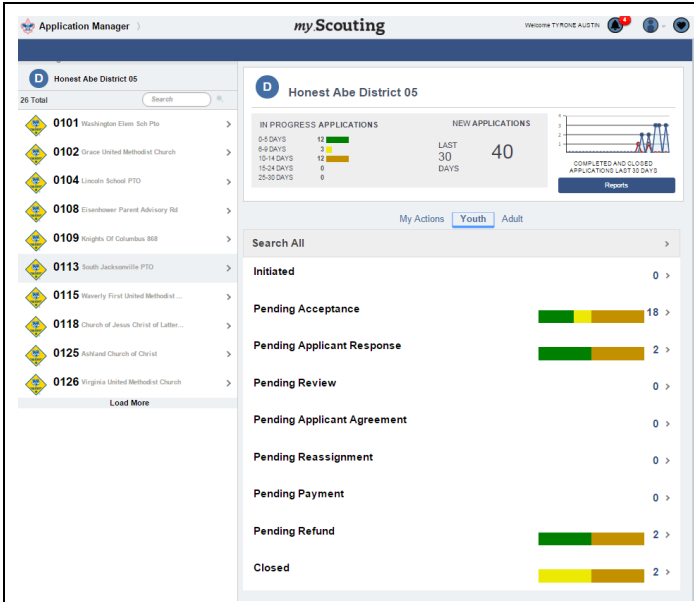 Application Manager
my.Scouting
Welcome TYRONE AUSTIN
4
D Honest Abe District 05
26 Total
Search
0101 Washington Elem Sch Pto
0102 Grace United Methodist Church
0104 Lincoln School PTO
0108 Eisenhower Parent Advisory Rd
0109 Knights Of Columbus 868
0113 South Jacksonville PTO
0115 Waverly First United Methodist ...
0118 Church of Jesus Christ of Latter...
0125 Ashland Church of Christ
0126 Virginia United Methodist Church
Load More
D Honest Abe District 05
IN PROGRESS APPLICATIONS
0-5 DAYS 12
6-9 DAYS 3
10-14 DAYS 12
15-24 DAYS 0
25-30 DAYS 0
NEW APPLICATIONS
LAST
30
DAYS
40
4
3
2
1
COMPLETED AND CLOSED
APPLICATIONS LAST 30 DAYS
Reports
My Actions Youth Adult
Search All
Initiated 0
Pending Acceptance 18
Pending Applicant Response 2
Pending Review 0
Pending Applicant Agreement 0
Pending Reassignment 0
Pending Payment 0
Pending Refund 2
Closed 2